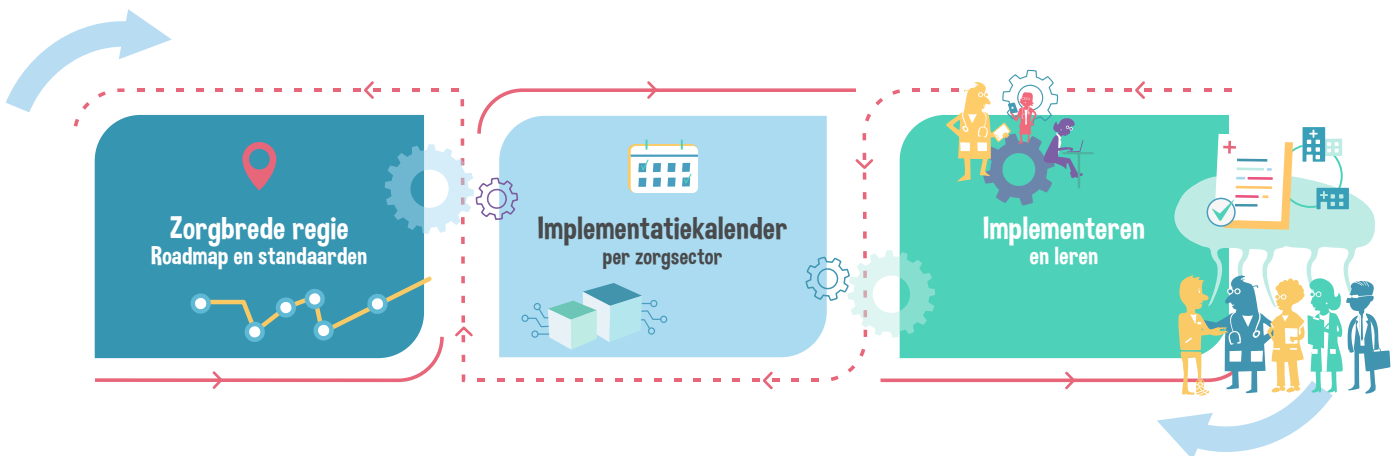 Zorgbrede regie
Roadmap en standaarden
Implementatiekalender
per zorgsector
Implementeren
en leren